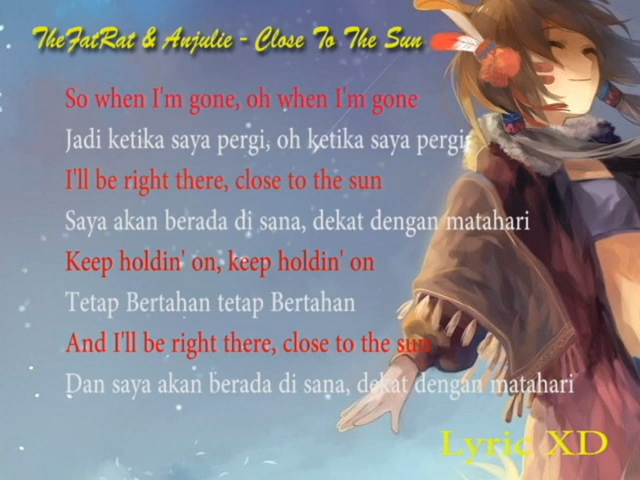 TheFatRat & Anjulie - Close To The Sun
So when I'm gone, oh when I'm gone
Jadi ketika saya pergi, oh ketika saya pergi
I'll be right there, close to the sun
Saya akan berada di sana, dekat dengan matahari
Keep holdin' on, keep holdin' on
Tetap Bertahan tetap Bertahan
And I'll be right there, close to the sun
Dan saya akan berada di sana, dekat dengan matahari
Lyric XD